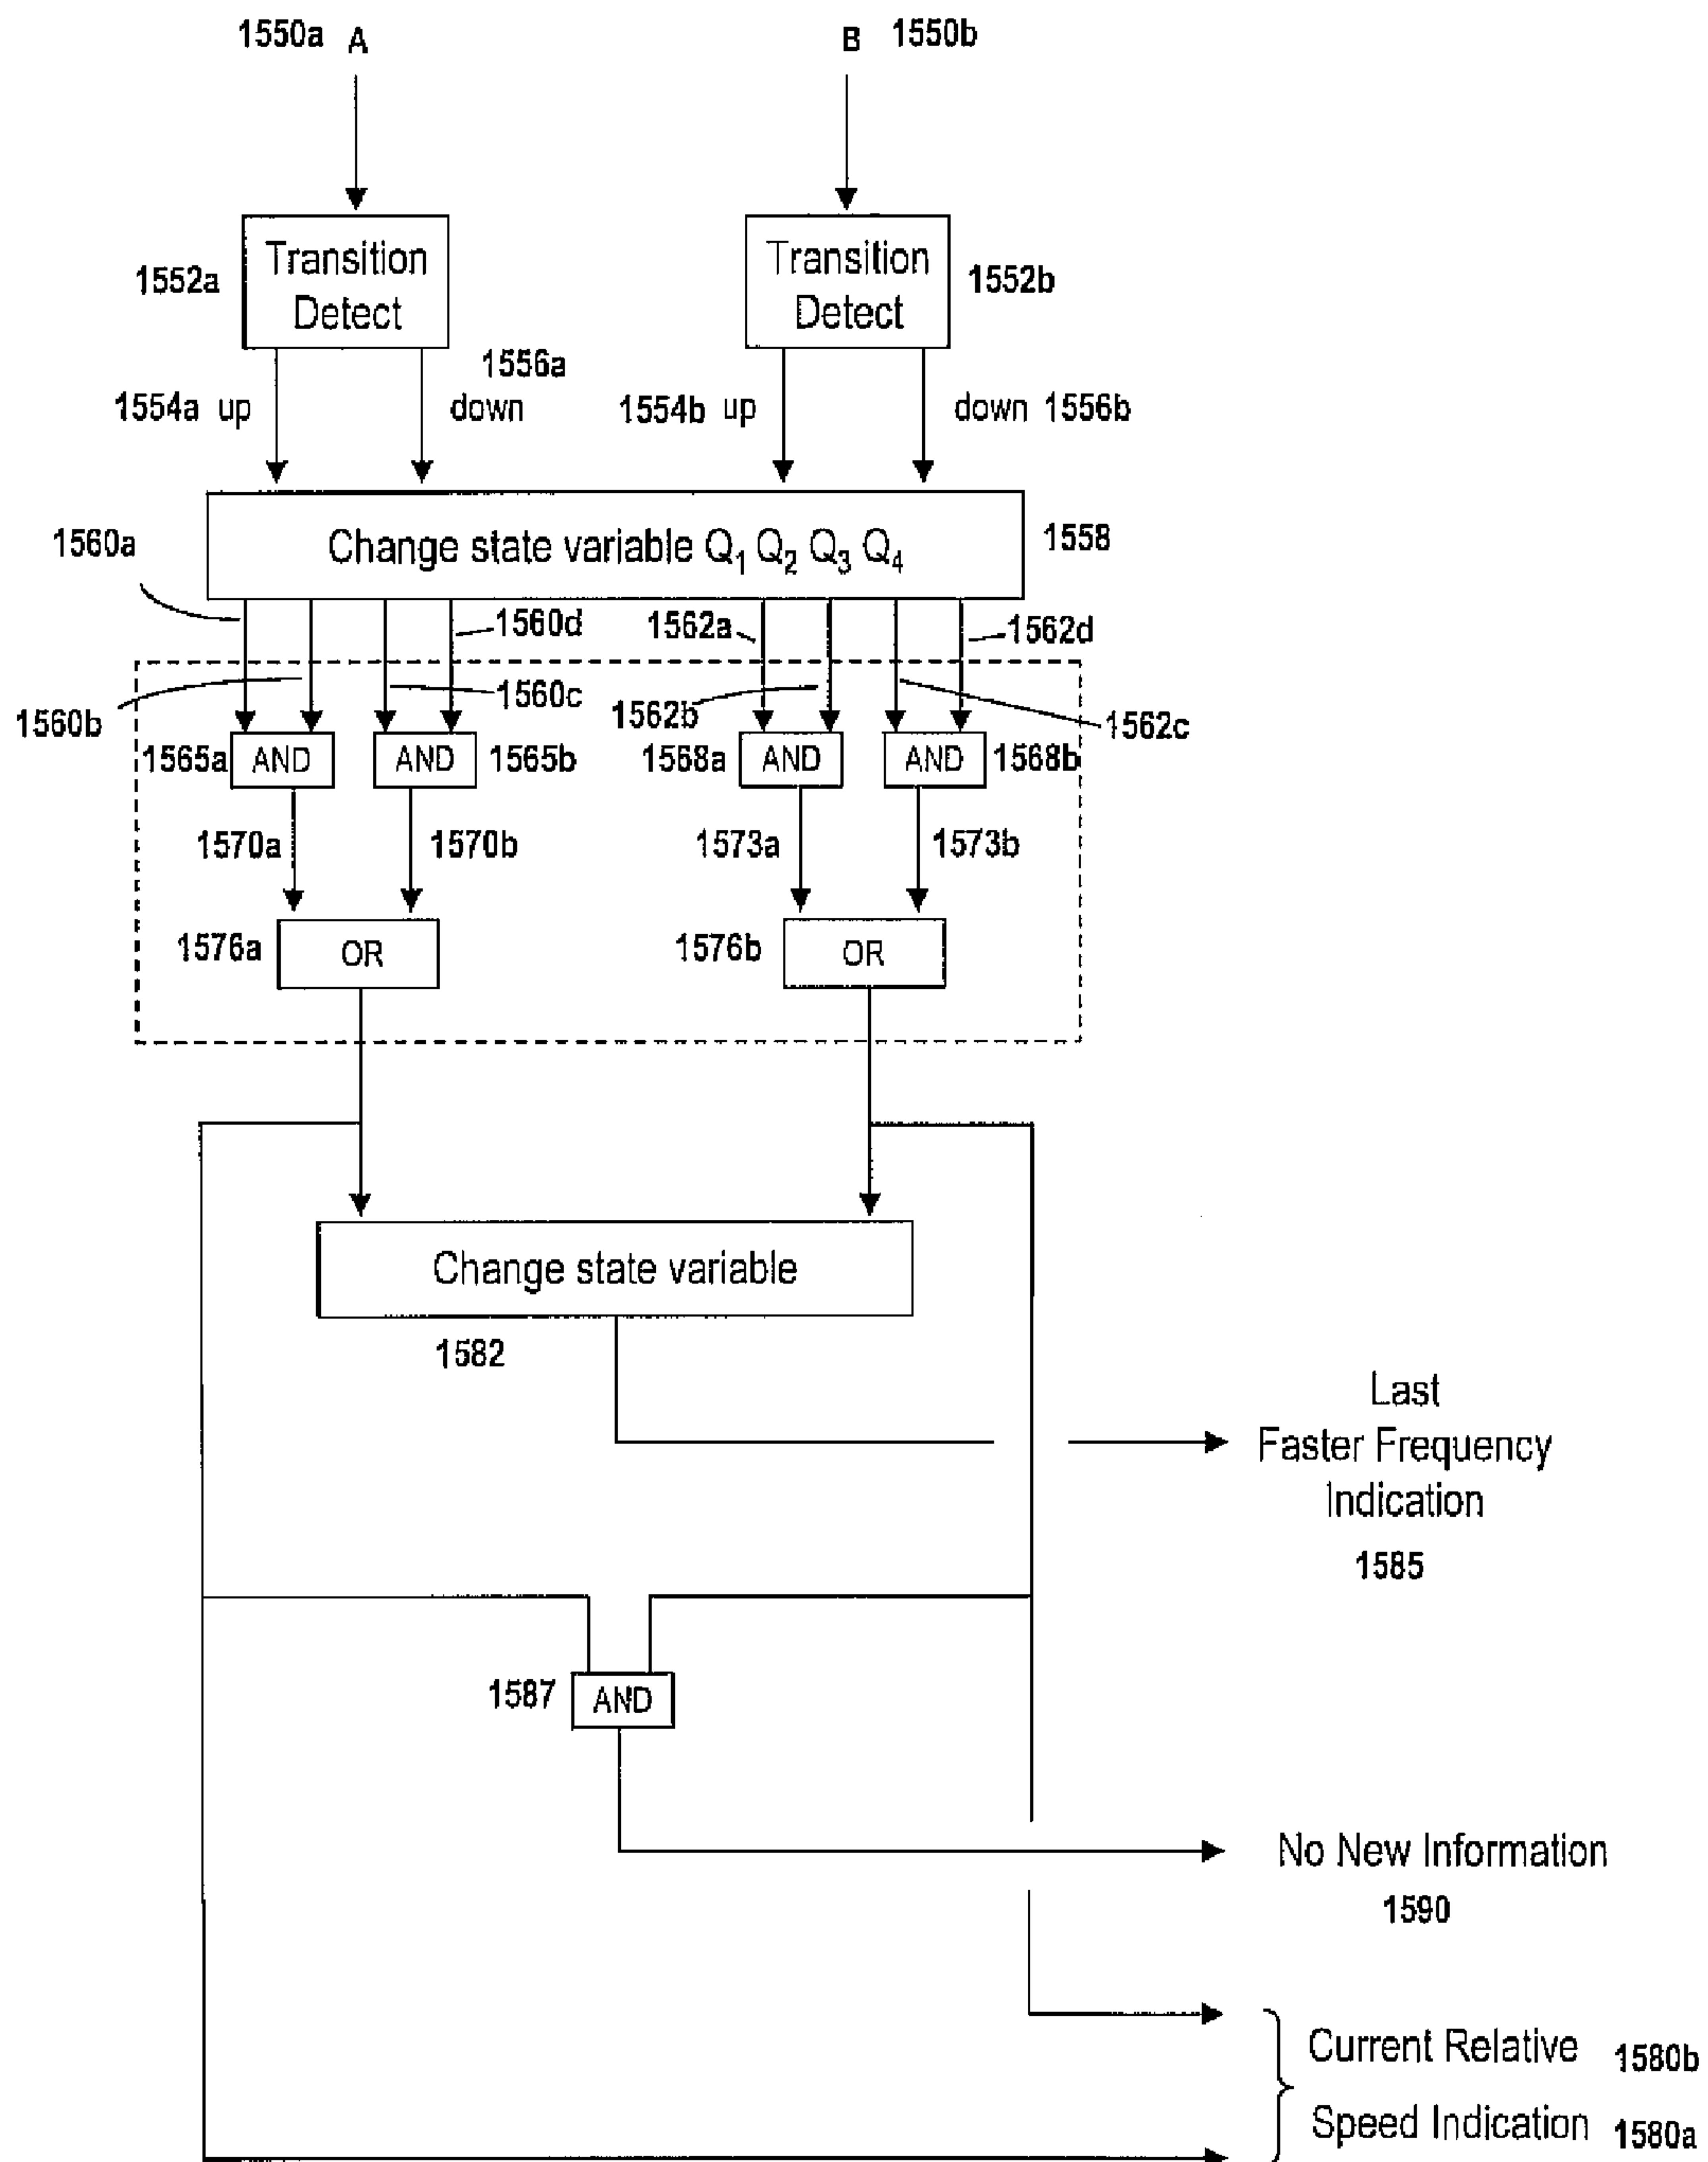 1550a A B 1550b
1552a Transition Detect
Transition Detect 1552b
1554a up
1556a
down
1554b up
down 1556b
1560a
Change state variable Q1 Q2 Q3 Q4 1558
1560d
1562a
1562d
1560b
1560c
1562b
1562c
1565a AND
AND 1565b
1568a AND
AND 1568b
1570a
1570b
1573a
1573b
1576a OR
1576b OR
Change state variable
1582
Last
Faster Frequency
Indication
1585
1587 AND
No New Information
1590
Current Relative 1580b
Speed Indication 1580a